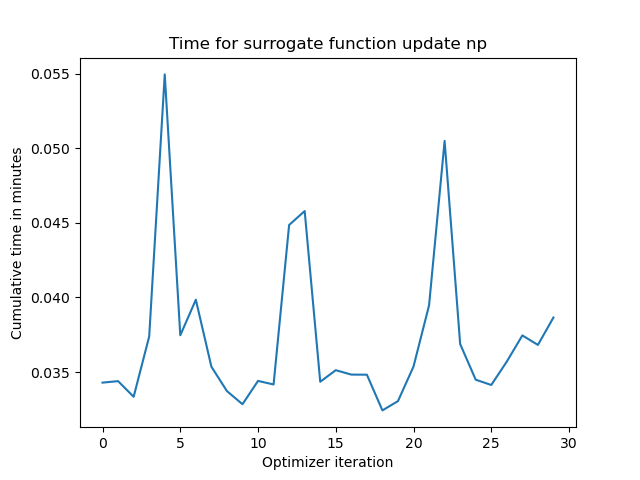 Time for surrogate function update np
0.055
0.050
0.045
0.040
0.035
Cumulative time in minutes
0 5 10 15 20 25 30
Optimizer iteration